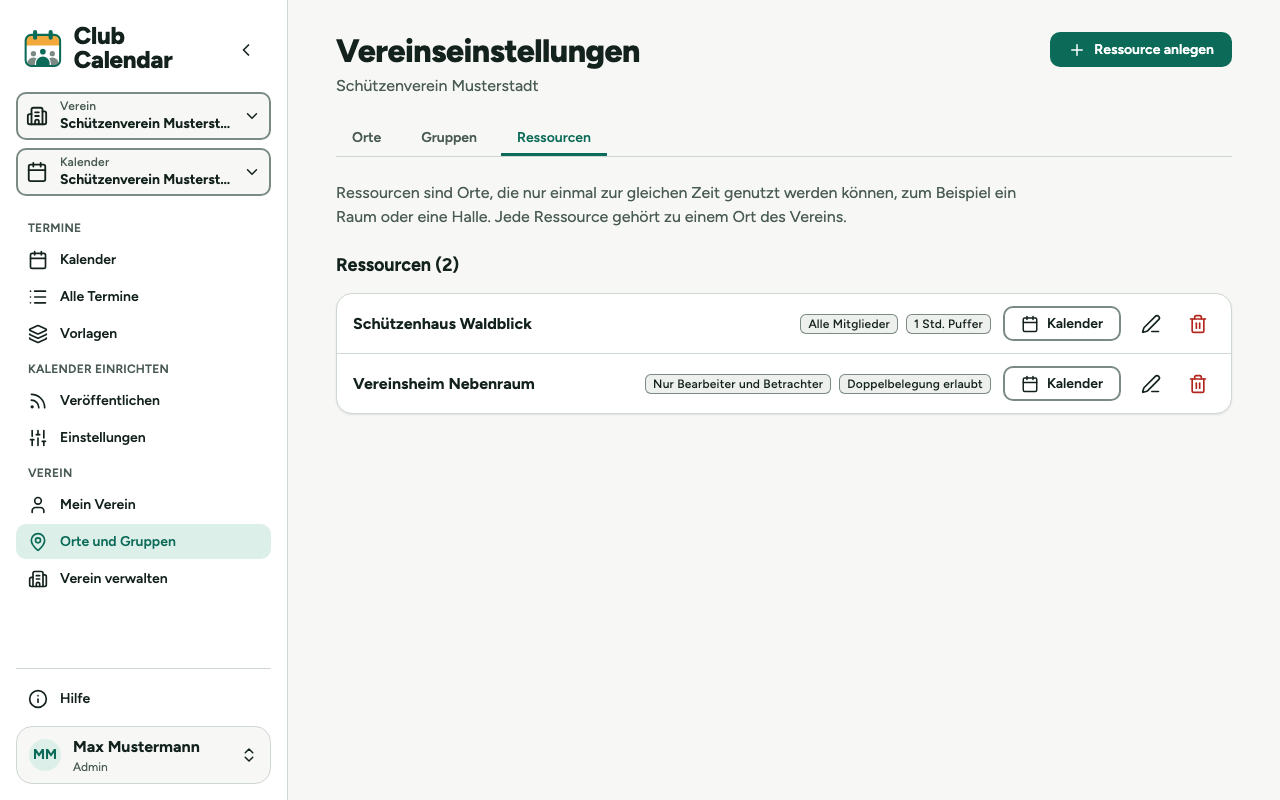 Club
Calendar
Verein
Schützenverein Musterst...
Kalender
Schützenverein Musterst...
TERMINE
Kalender
Alle Termine
Vorlagen
KALENDER EINRICHTEN
Veröffentlichen
Einstellungen
VEREIN
Mein Verein
Orte und Gruppen
Verein verwalten
Hilfe
MM
Max Mustermann
Admin
Vereinseinstellungen
Ressource anlegen
Schützenverein Musterstadt
Orte Gruppen Ressourcen
Ressourcen sind Orte, die nur einmal zur gleichen Zeit genutzt werden können, zum Beispiel ein
Raum oder eine Halle. Jede Ressource gehört zu einem Ort des Vereins.
Ressourcen (2)
Schützenhaus Waldblick Alle Mitglieder 1 Std. Puffer Kalender
Vereinsheim Nebenraum Nur Bearbeiter und Betrachter Doppelbelegung erlaubt Kalender